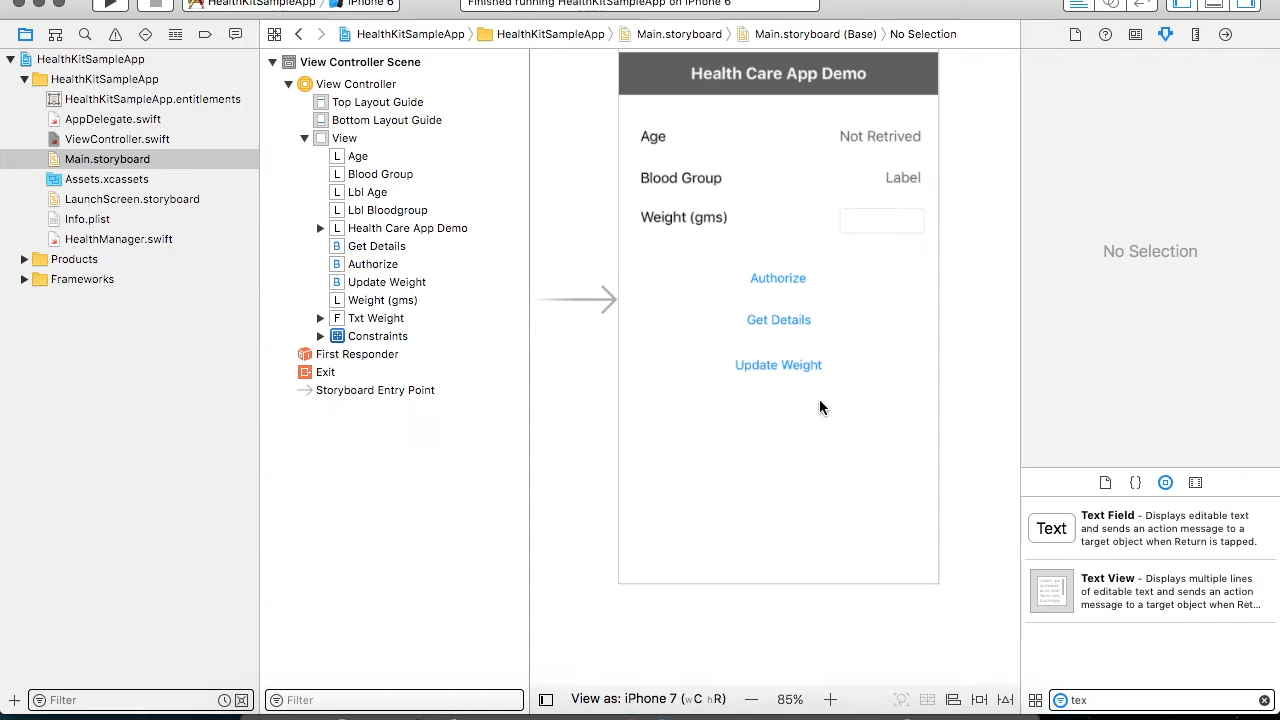 HealthKitSampleApp
iPhone 6
Finished running HealthKitSampleApp on iPhone 6
HealthKitSampleApp
HealthKitSampleApp
Main.storyboard
Main.storyboard (Base)
No Selection
HealthKitSampleApp
HealthKitSampleApp
HealthKitSampleApp.entitlements
AppDelegate.swift
ViewController.swift
Main.storyboard
Assets.xcassets
LaunchScreen.storyboard
Info.plist
HealthManager.swift
Products
Frameworks
Filter
View Controller Scene
View Controller
Top Layout Guide
Bottom Layout Guide
View
L Age
L Blood Group
L Lbl Age
L Lbl Bloodgroup
L Health Care App Demo
B Get Details
B Authorize
B Update Weight
L Weight (gms)
F Txt Weight
Constraints
First Responder
Exit
Storyboard Entry Point
Filter
Health Care App Demo
Age Not Retrived
Blood Group Label
Weight (gms)
Authorize
Get Details
Update Weight
View as: iPhone 7 (wC hR)
85%
No Selection
Text
Text Field - Displays editable text
and sends an action message to a
target object when Return is tapped.
Text View - Displays multiple lines
of editable text and sends an action
message to a target object when Ret...
tex